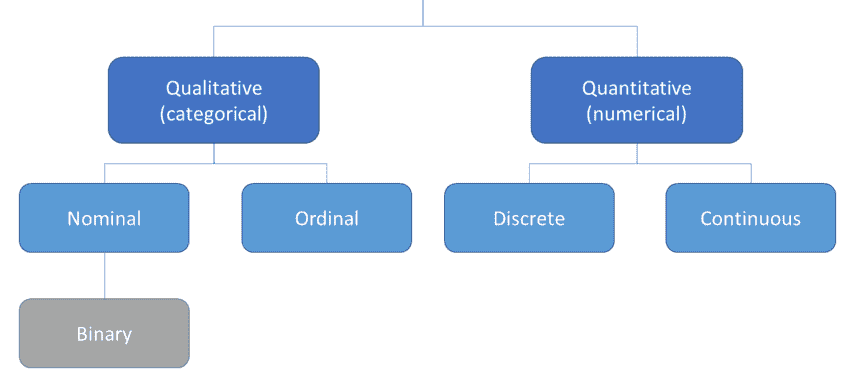 Qualitative
(categorical)
Quantitative
(numerical)
Nominal
Ordinal
Discrete
Continuous
Binary